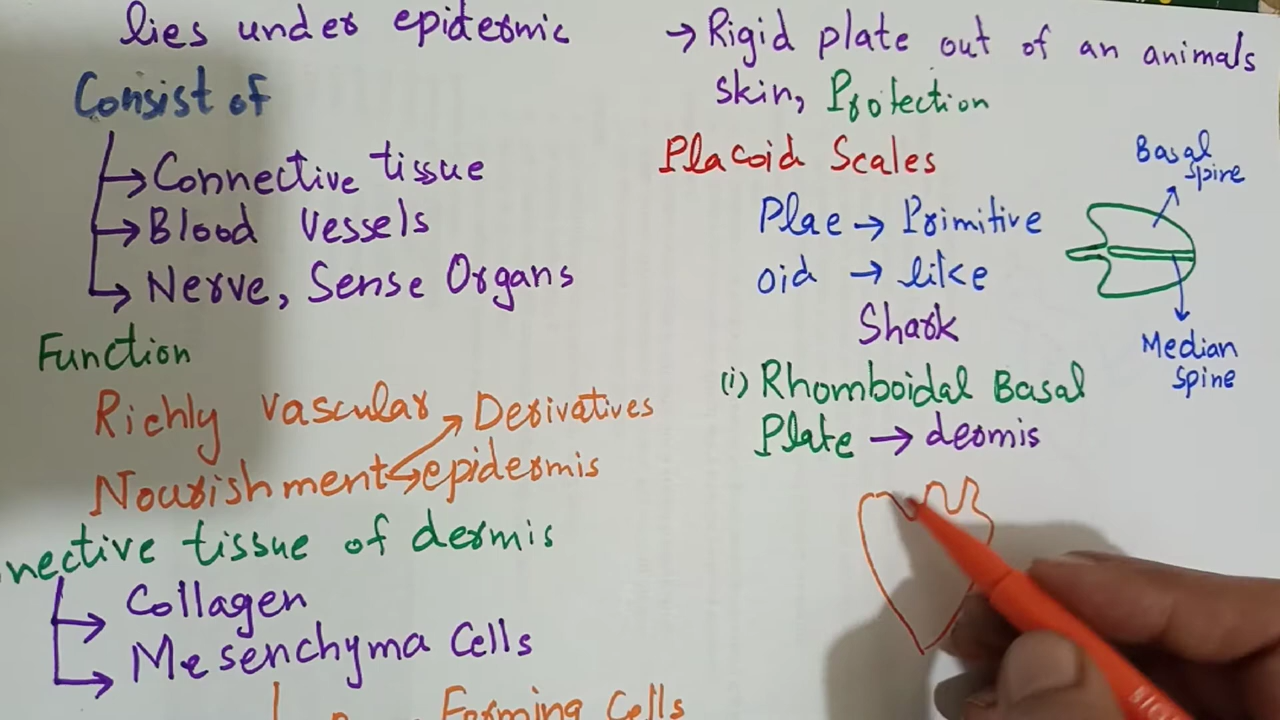 lies under epidermic
Consist of
Connective tissue
Blood Vessels
Nerve, Sense Organs
Function
Richly vascular
Derivatives
Nourishment
epidermis
nective tissue of dermis
Collagen
Mesenchyma Cells
Forming Cells
→ Rigid plate out of an animals
skin, Protection
Placoid Scales
Plae → Primitive
oid → like
Shark
(i) Rhomboidal Basal
Plate → dermis
Basal
spine
Median
spine